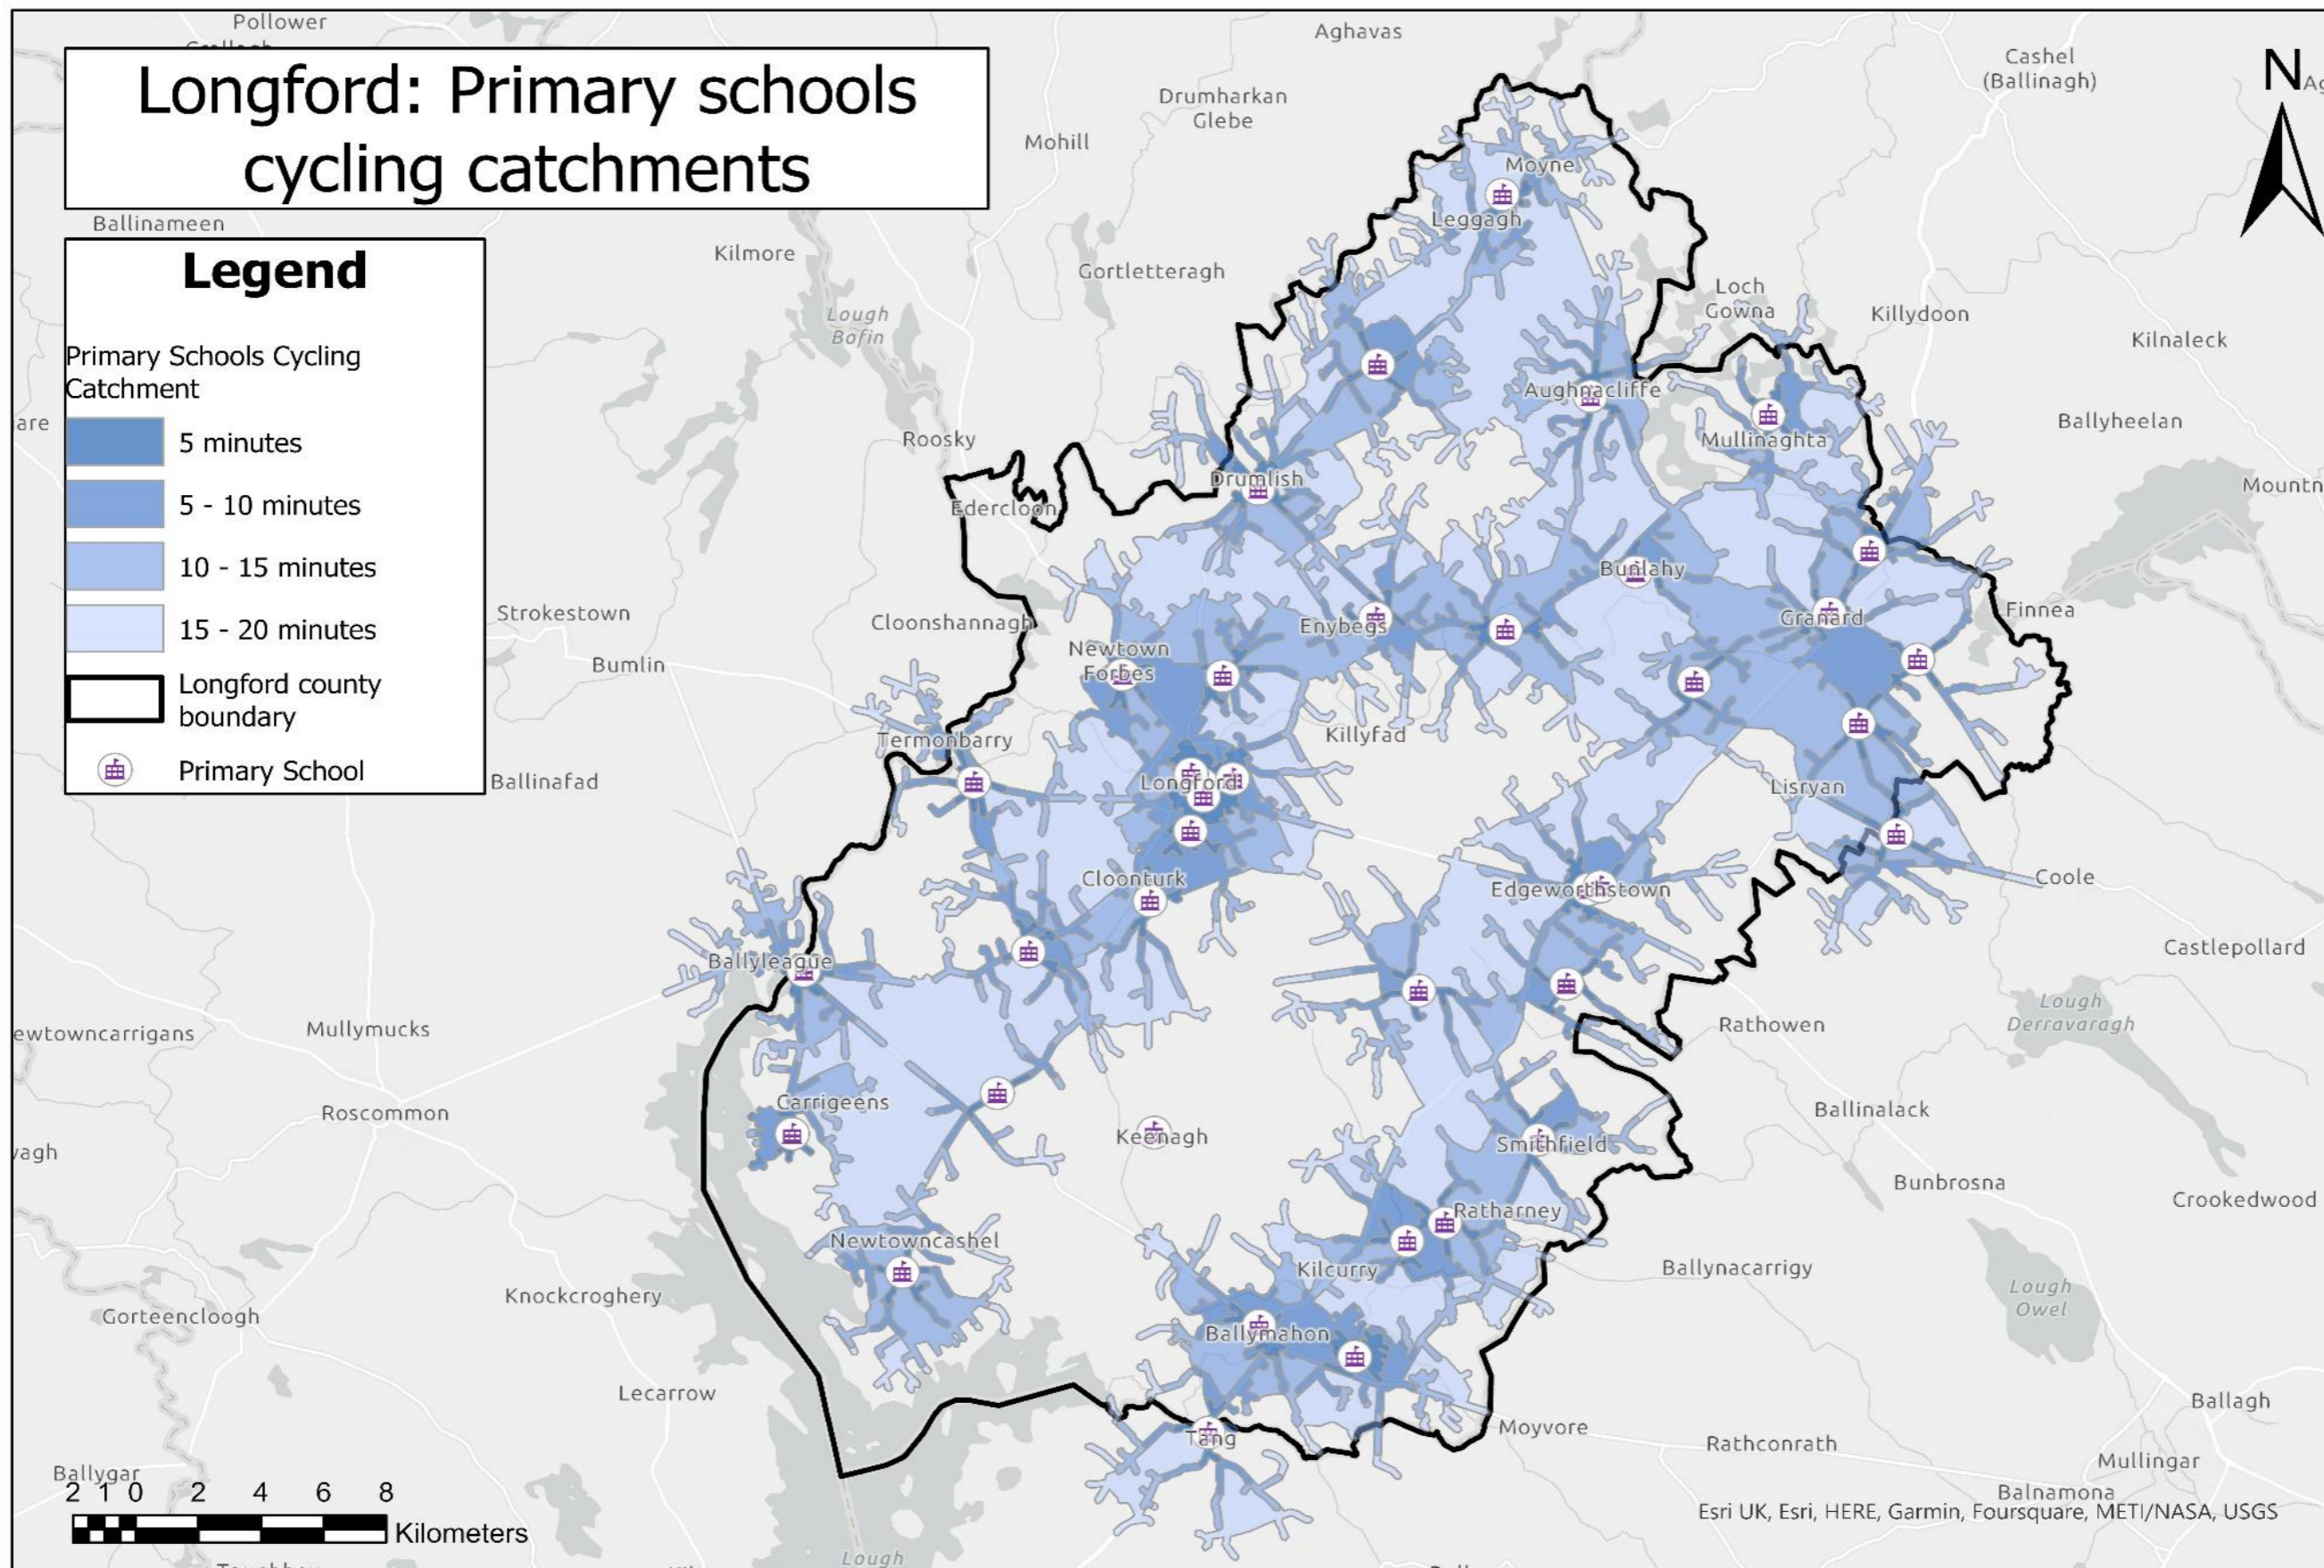 Longford: Primary schools
cycling catchments
Legend
Primary Schools Cycling
Catchment
5 minutes
5 - 10 minutes
10 - 15 minutes
15 - 20 minutes
Longford county
boundary
Primary School
N
Pollower
Aghavas
Cashel
(Ballinagh)
Drumharkan
Glebe
Mohill
Moyne
Ballinameen
Leggagh
Kilmore
Gortletteragh
Loch
Gowna
Killydoon
Lough
Bofin
Kilnaleck
Aughnacliffe
Ballyheelan
Roosky
Mullinaghta
Drumlish
Edercloon
Bunlahy
Strokestown
Cloonshannagh
Enybegs
Granard
Finnea
Newtown
Forbes
Bumlin
Termonbarry
Killyfad
Ballinafad
Longford
Lisryan
Cloonturk
Edgeworthstown
Coole
Castlepollard
Ballyleague
Lough
Derravaragh
Mullymucks
Rathowen
Carrigeens
Roscommon
Ballinalack
Keenagh
Smithfield
Bunbrosna
Crookedwood
Ratharney
Newtowncashel
Kilcurry
Ballynacarrigy
Knockcroghery
Lough
Owel
Gorteencloogh
Ballymahon
Lecarrow
Ballagh
Moyvore
Tang
Rathconrath
Mullingar
Ballygar
Balnamona
2 1 0 2 4 6 8
Kilometers
Esri UK, Esri, HERE, Garmin, Foursquare, METI/NASA, USGS
Lough